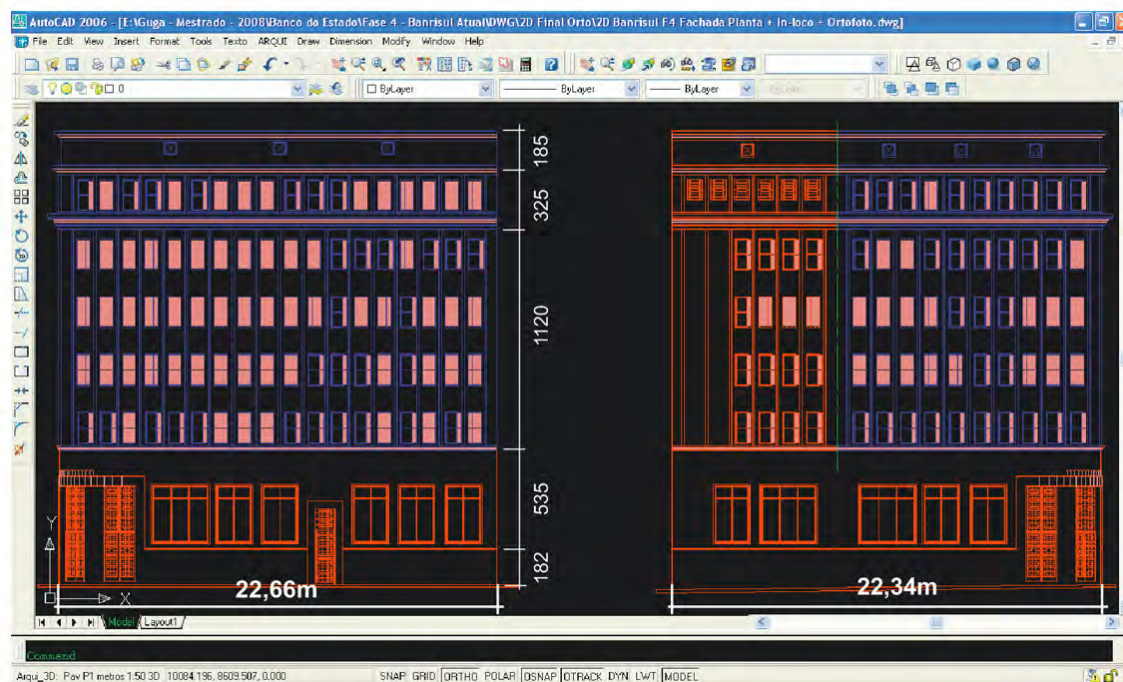 AutoCAD 2006 - [E:\Guga - Mestrado - 2008\Banco do Estado\Fase 4 - Banrisul Atual\DWG\2D Final Orto\2D Banrisul F4 Fachada Planta + In-loco + Ortofoto.dwg]
File Edit View Insert Format Tools Texto ARQUE Draw Dimension Modify Window Help
0 ByLayer ByLayer ByLayer ByColor
185
325
1120
535
182
22,66m 22,34m
Y
X
Model Layout1
Command
Arqui_3D: Pav P1 metros 1:50 3D 10084.196, 8609.507, 0.000 SNAP GRID ORTHO POLAR OSNAP OTRACK DYN LWT MODEL